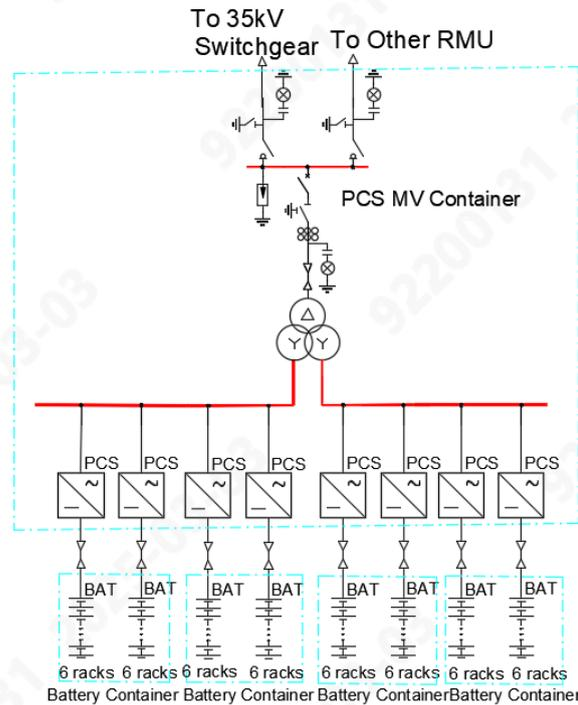 To 35kV
Switchgear
To Other RMU
PCS MV Container
Δ
Y Y
PCS PCS PCS PCS PCS PCS PCS PCS
BAT BAT BAT BAT BAT BAT BAT BAT
6 racks 6 racks 6 racks 6 racks 6 racks 6 racks 6 racks 6 racks
Battery Container Battery Container Battery Container Battery Container
92200131
92200131